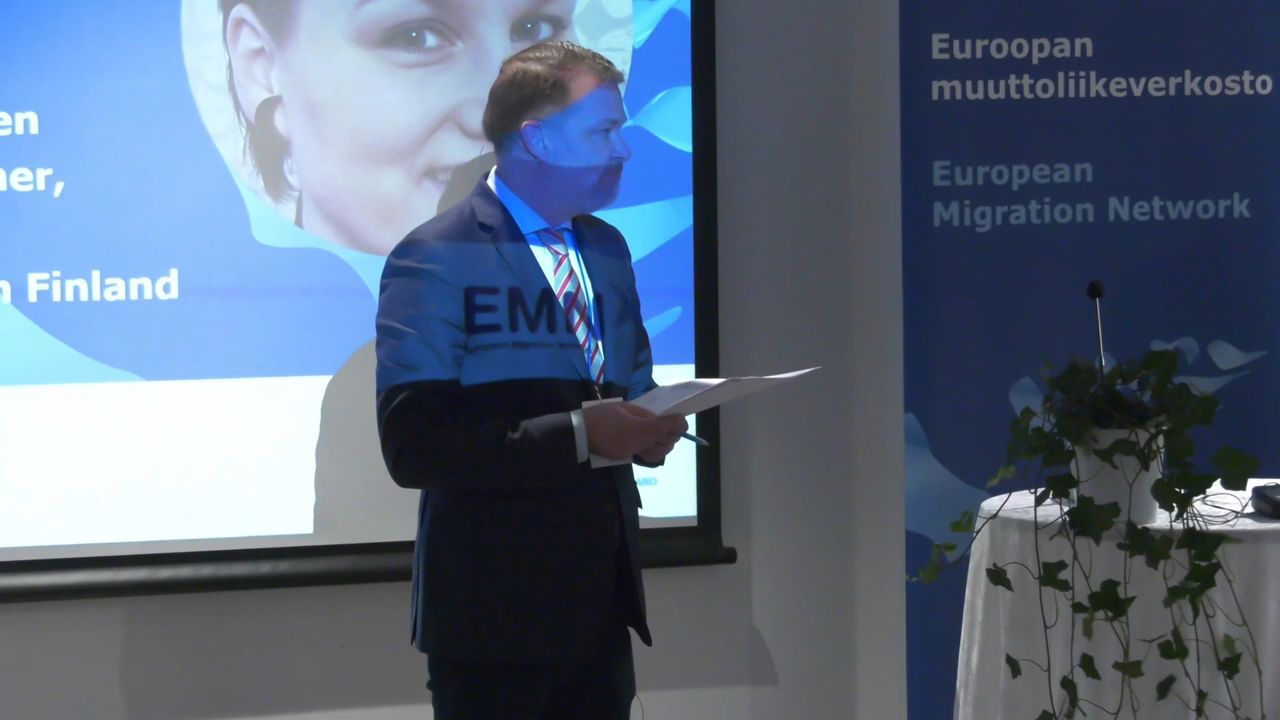 en
ner,
n Finland
EMN
Euroopan
muuttoliikeverkosto
European
Migration Network